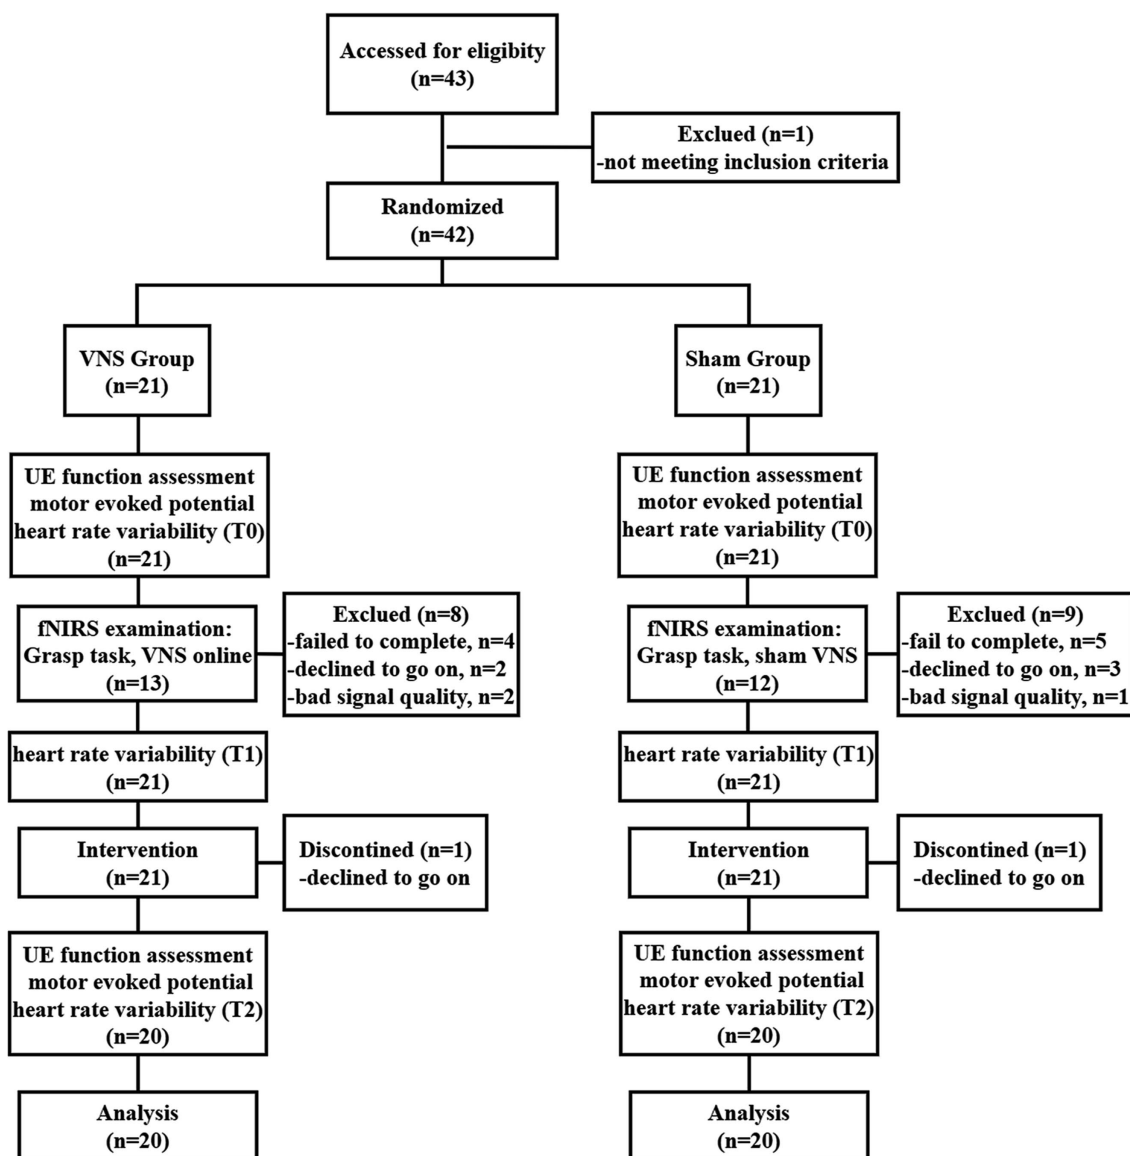 Accessed for eligibity
(n=43)
Exclued (n=1)
-not meeting inclusion criteria
Randomized
(n=42)
VNS Group
(n=21)
Sham Group
(n=21)
UE function assessment
motor evoked potential
heart rate variability (T0)
(n=21)
UE function assessment
motor evoked potential
heart rate variability (T0)
(n=21)
fNIRS examination:
Grasp task, VNS online
(n=13)
Exclued (n=8)
-failed to complete, n=4
-declined to go on, n=2
-bad signal quality, n=2
fNIRS examination:
Grasp task, sham VNS
(n=12)
Exclued (n=9)
-fail to complete, n=5
-declined to go on, n=3
-bad signal quality, n=1
heart rate variability (T1)
(n=21)
heart rate variability (T1)
(n=21)
Intervention
(n=21)
Discontined (n=1)
-declined to go on
Intervention
(n=21)
Discontined (n=1)
-declined to go on
UE function assessment
motor evoked potential
heart rate variability (T2)
(n=20)
UE function assessment
motor evoked potential
heart rate variability (T2)
(n=20)
Analysis
(n=20)
Analysis
(n=20)